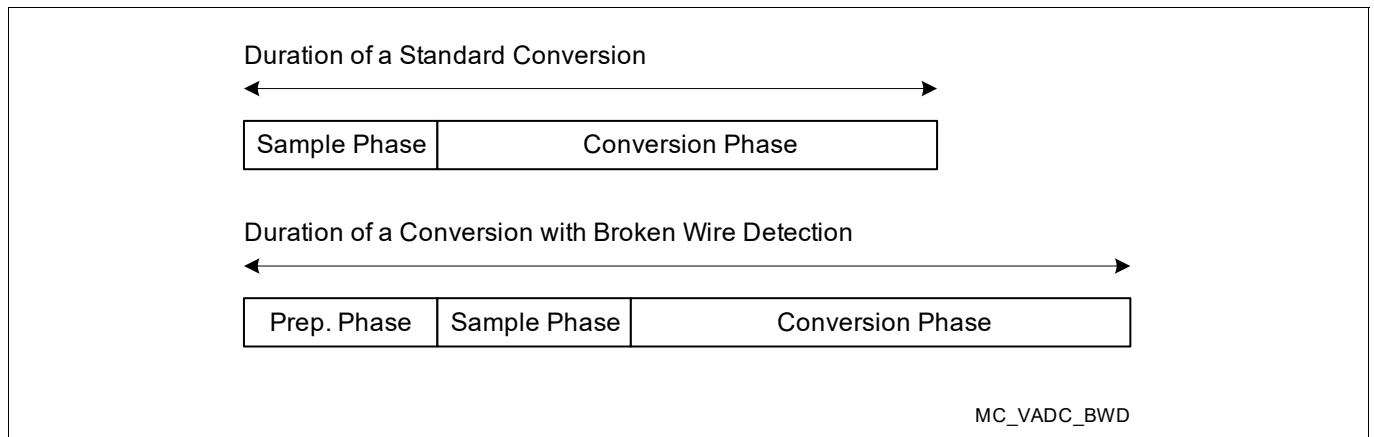 Duration of a Standard Conversion
Sample Phase
Conversion Phase
Duration of a Conversion with Broken Wire Detection
Prep. Phase
Sample Phase
Conversion Phase
MC_VADC_BWD